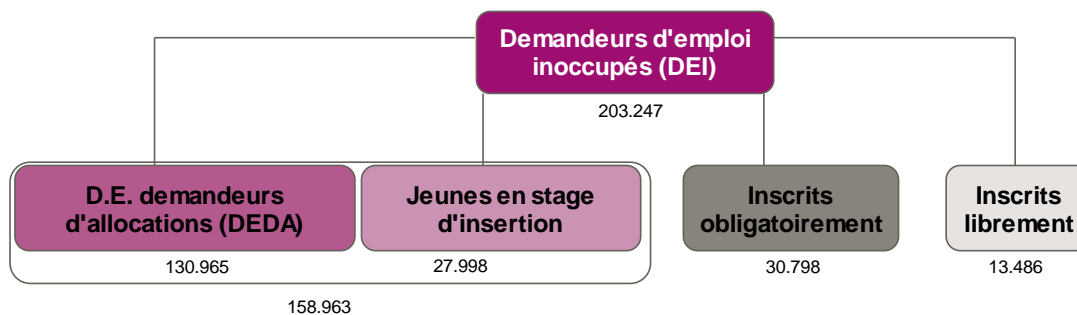 Demandeurs d'emploi
inoccupés (DEI)
203.247
D.E. demandeurs
d'allocations (DEDA)
130.965
Jeunes en stage
d'insertion
27.998
Inscrits
obligatoirement
30.798
Inscrits
librement
13.486
158.963